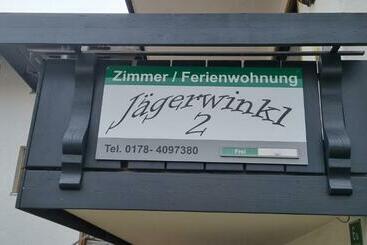 Zimmer / Ferienwohnung
Jägerwinkl
2
Tel. 0178- 4097380
Frei